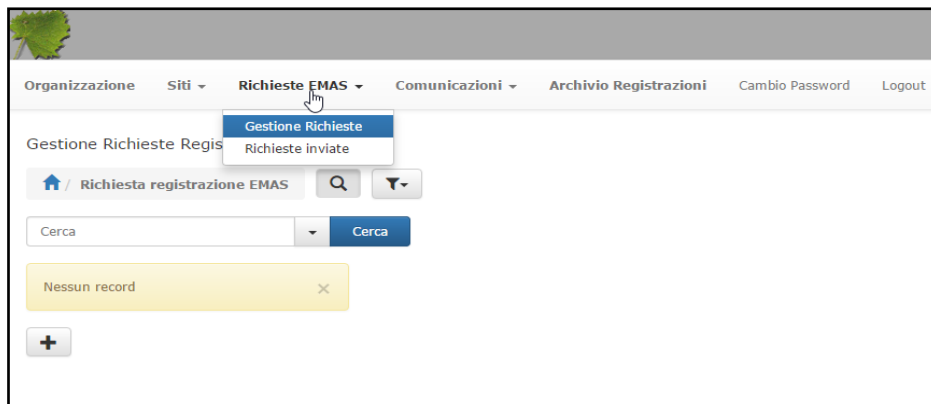 Organizzazione Siti Richieste EMAS Comunicazioni Archivio Registrazioni Cambio Password Logout
Gestione Richieste
Richieste inviate
Gestione Richieste Regis
/ Richiesta registrazione EMAS
Cerca Cerca
Nessun record ×